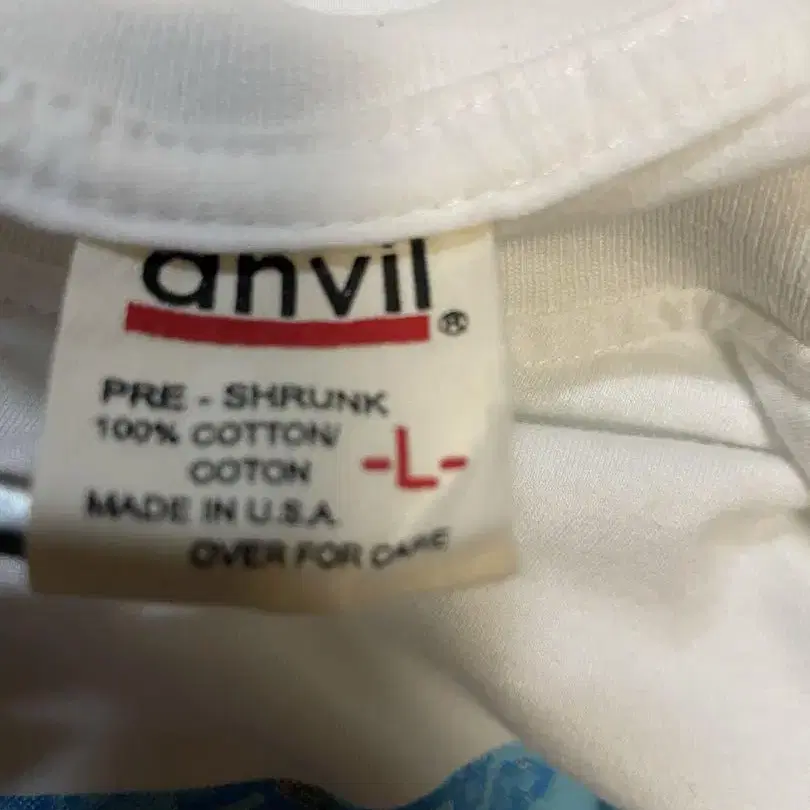 anvil®
PRE - SHRUNK
100% COTTON/
COTON
-L-
MADE IN U.S.A.
OVER FOR CARE